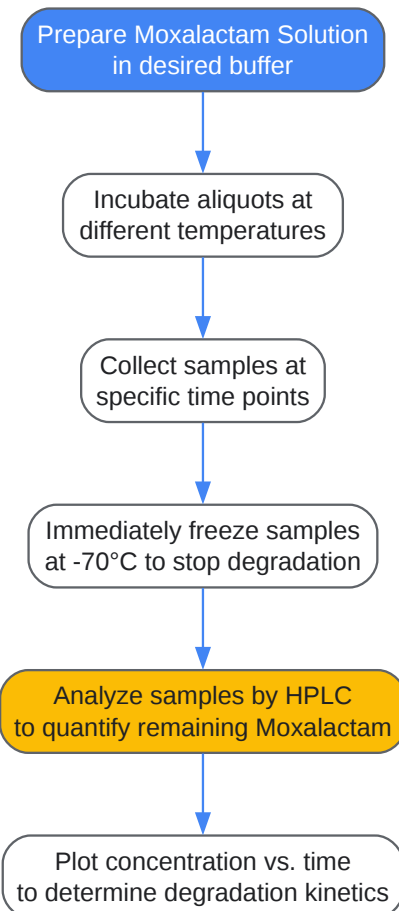 Prepare Moxalactam Solution
in desired buffer
Incubate aliquots at
different temperatures
Collect samples at
specific time points
Immediately freeze samples
at -70°C to stop degradation
Analyze samples by HPLC
to quantify remaining Moxalactam
Plot concentration vs. time
to determine degradation kinetics